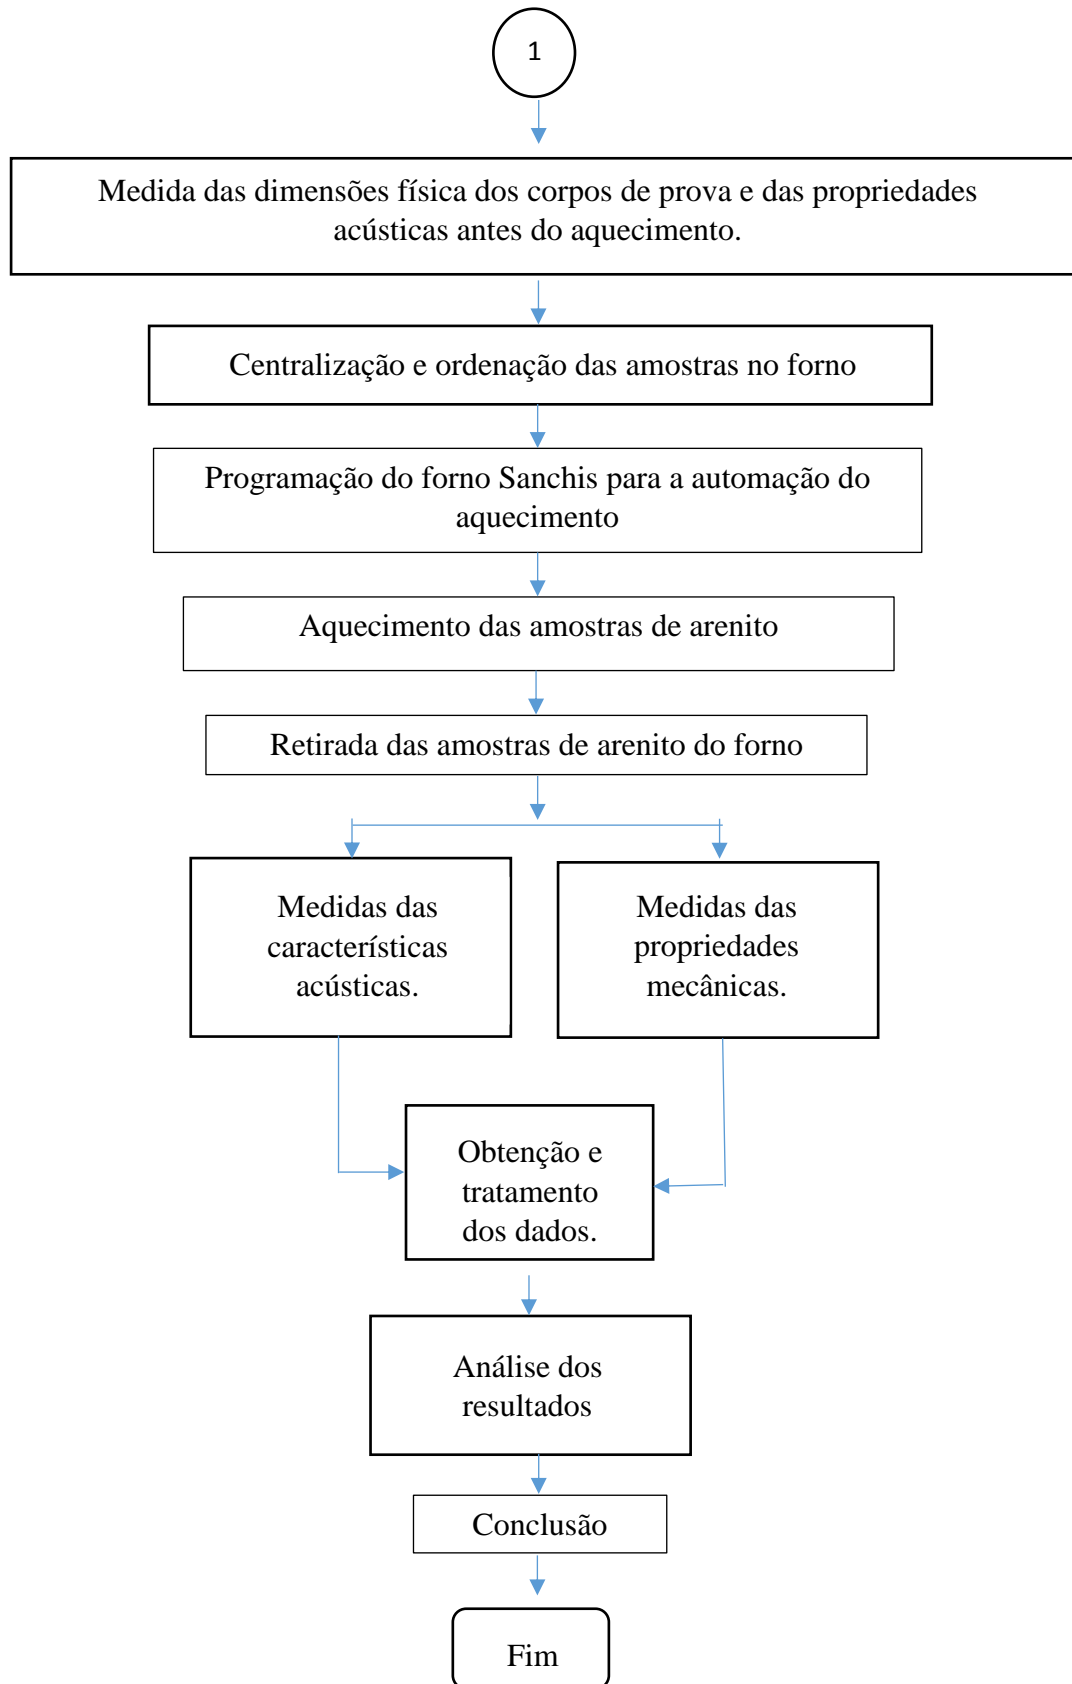 1
Medida das dimensões física dos corpos de prova e das propriedades
acústicas antes do aquecimento.
Centralização e ordenação das amostras no forno
Programação do forno Sanchis para a automação do
aquecimento
Aquecimento das amostras de arenito
Retirada das amostras de arenito do forno
Medidas das
características
acústicas.
Medidas das
propriedades
mecânicas.
Obtenção e
tratamento
dos dados.
Análise dos
resultados
Conclusão
Fim